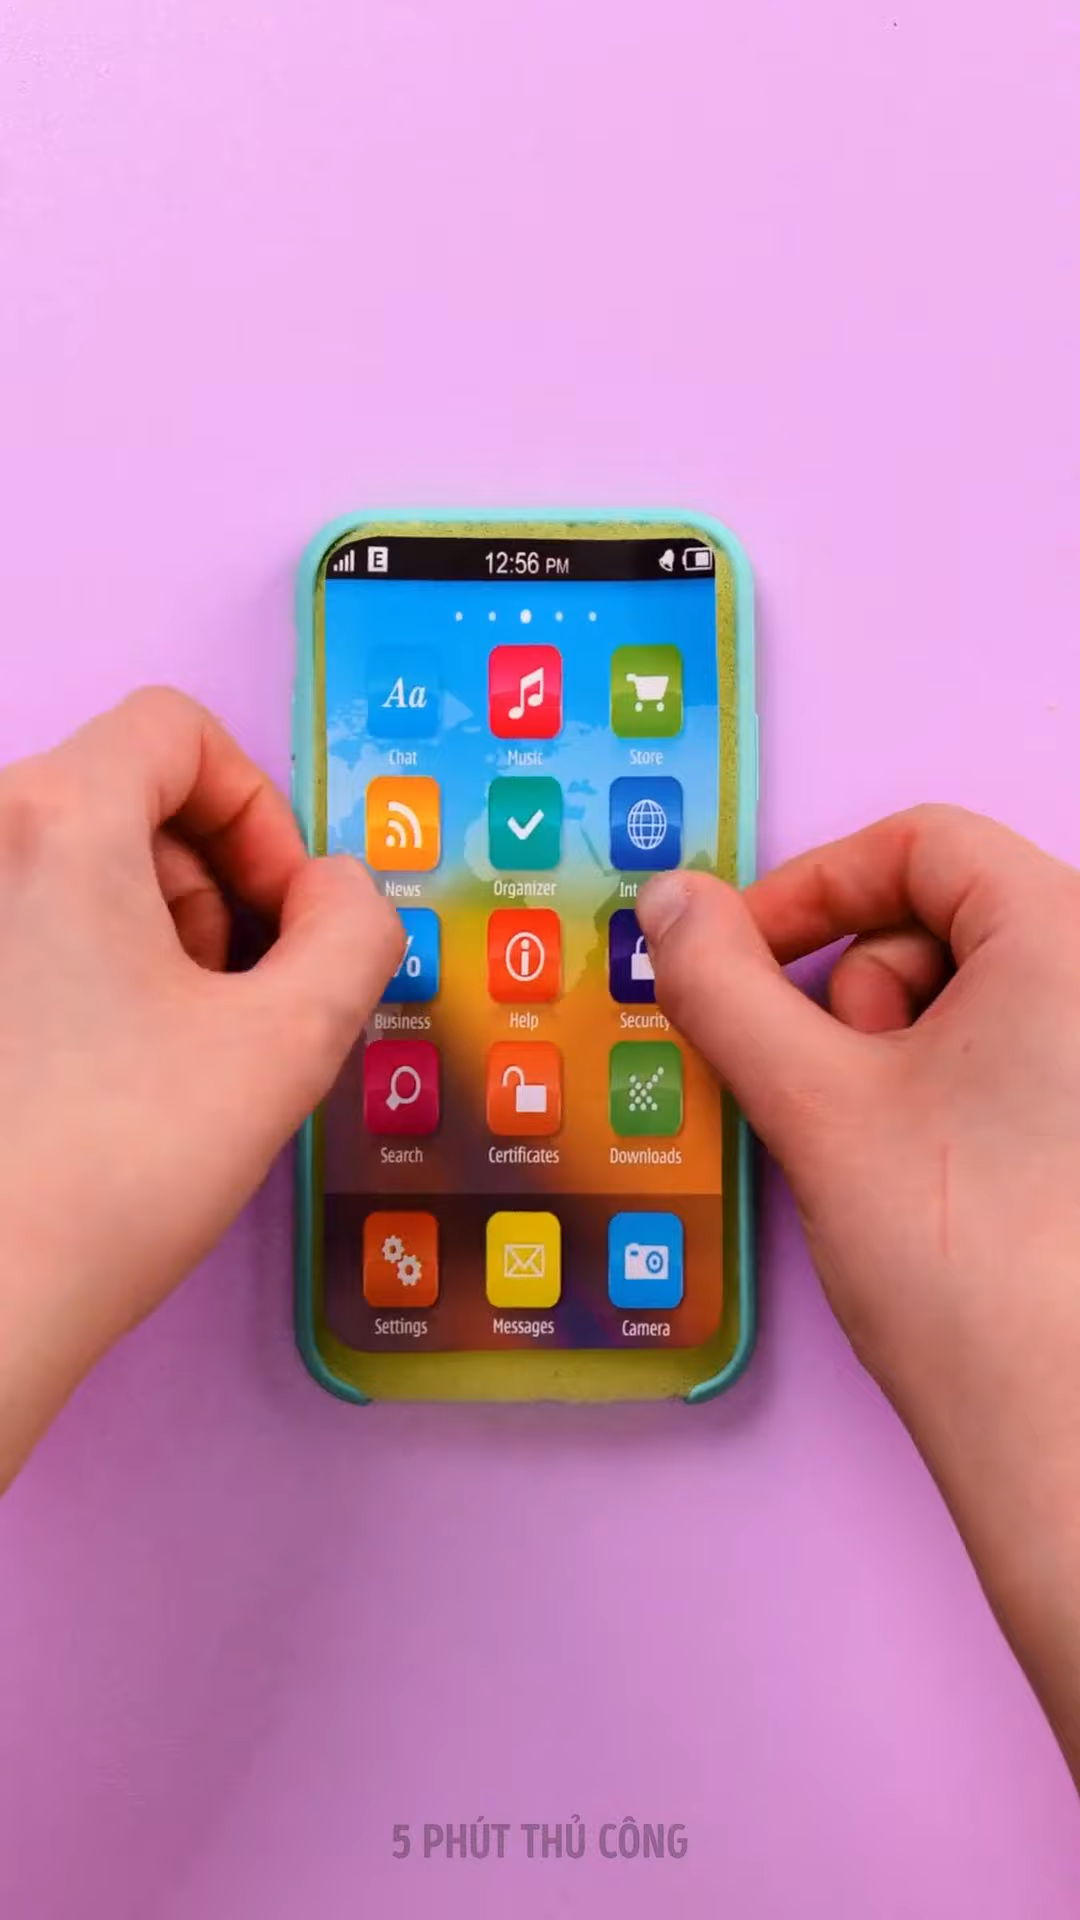 E 12:56 PM
Aa
Chat Music Store
News Organizer
Business Help Security
Search Certificates Downloads
Settings Messages Camera
5 PHÚT THỦ CÔNG